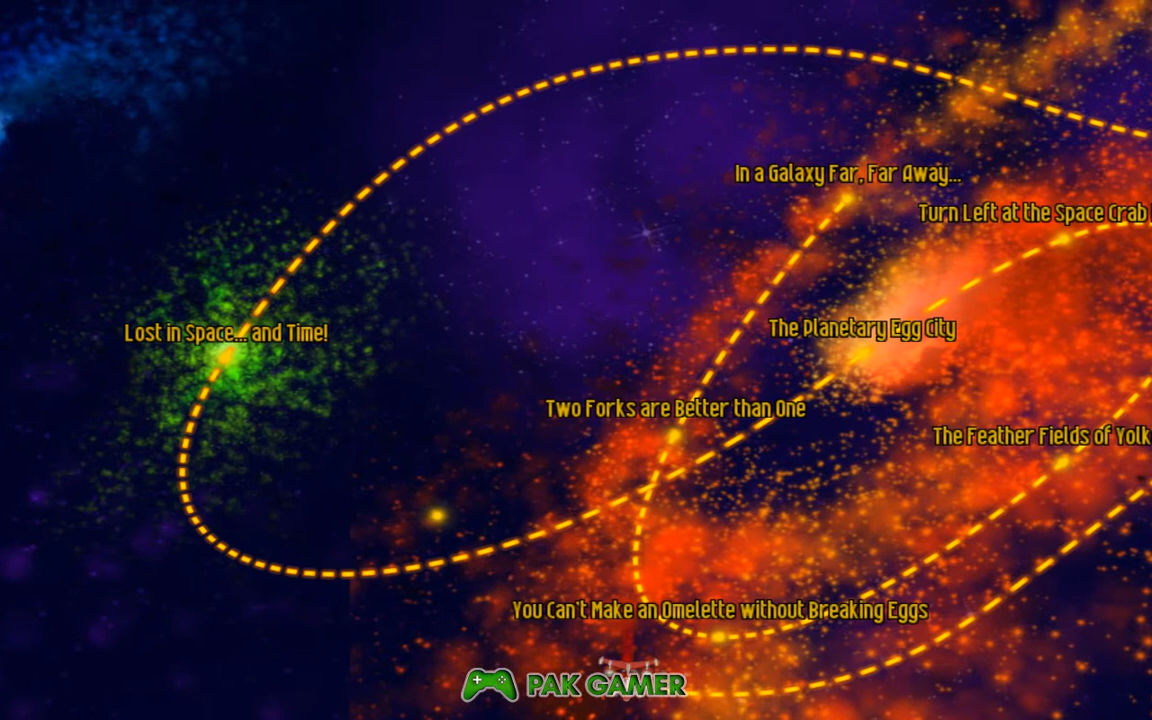 In a Galaxy Far, Far Away...
Turn Left at the Space Crab
Lost in Space... and Time!
The Planetary Egg City
Two Forks are Better than One
The Feather Fields of Yolk
You Can't Make an Omelette without Breaking Eggs
PAK GAMER